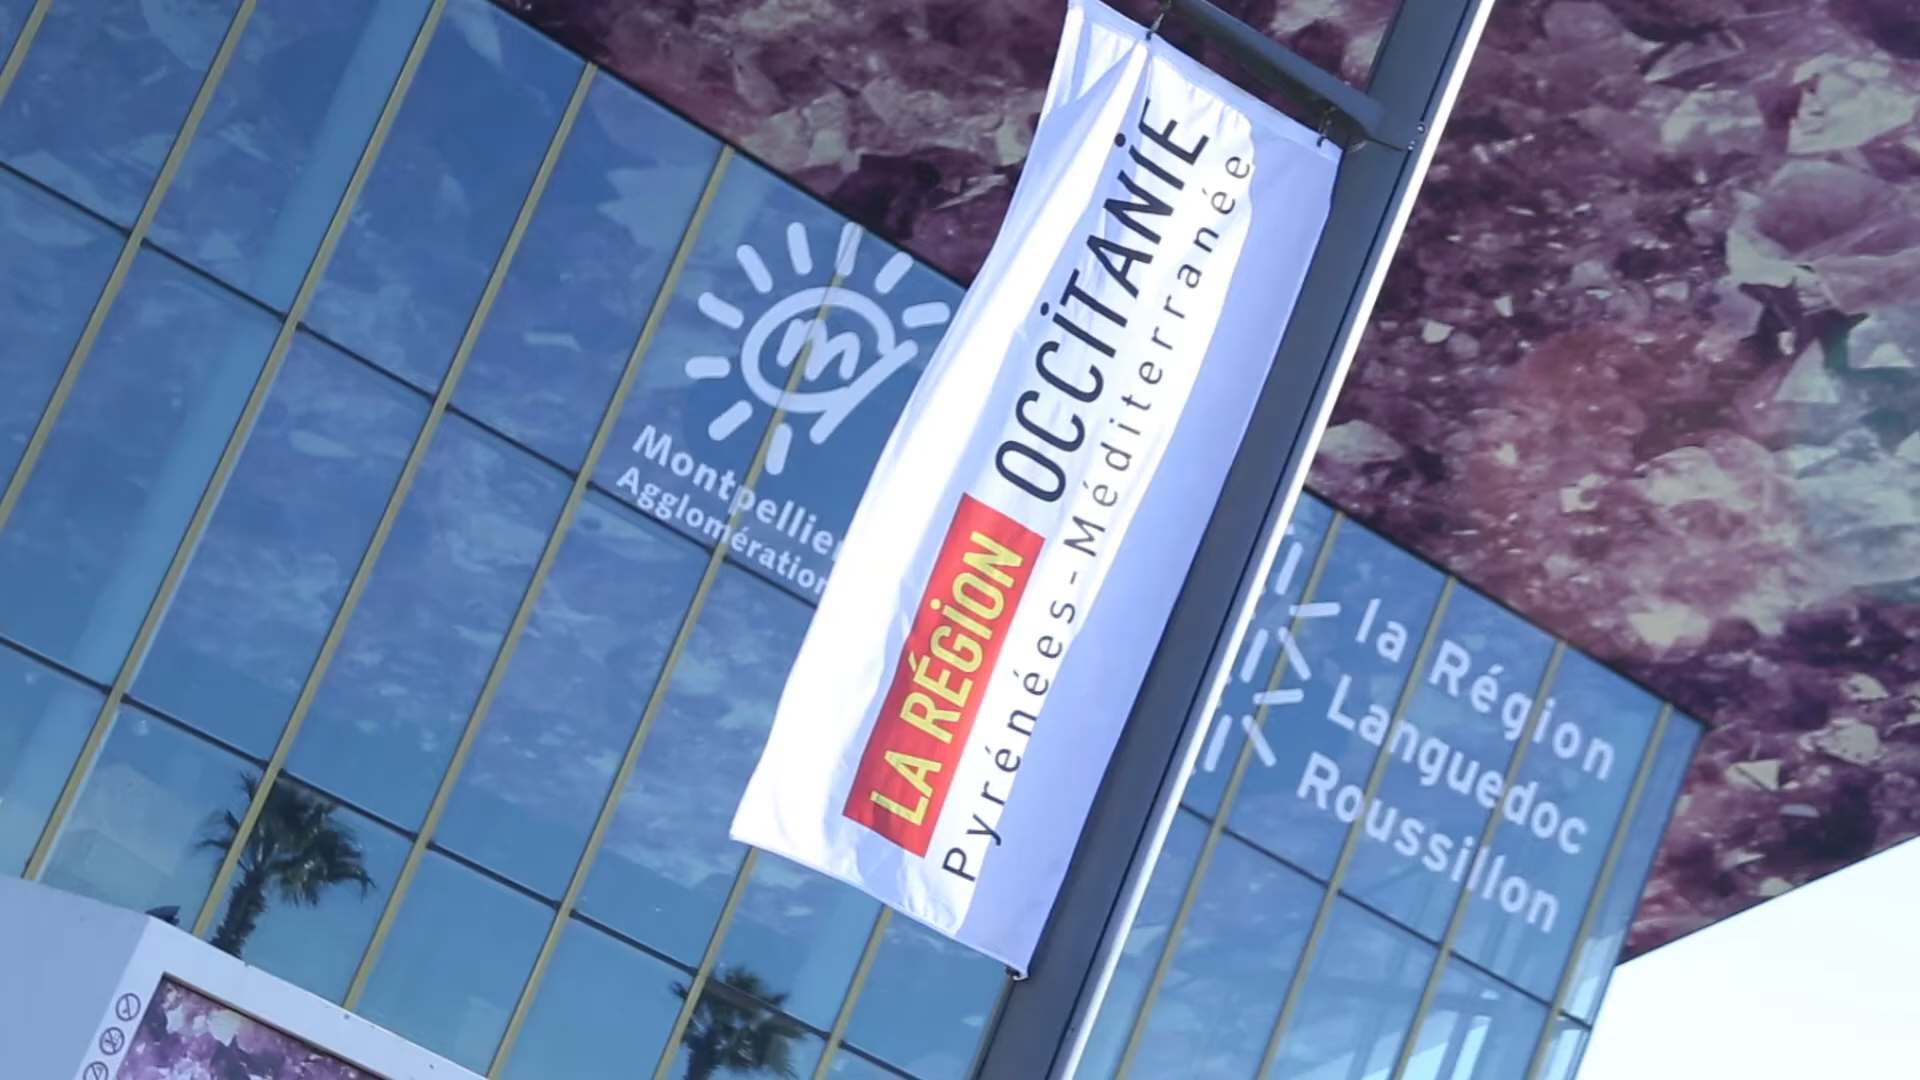 m
Montpellier
Agglomération
LA RÉGION OCCITANIE
Pyrénées-Méditerranée
la Région
Languedoc
Roussillon